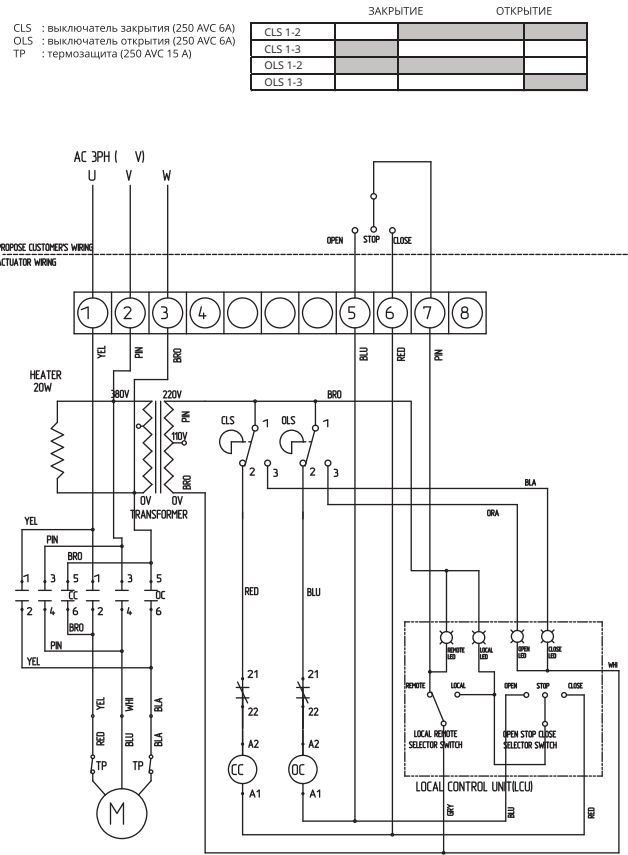 ЗАКРЫТИЕ ОТКРЫТИЕ
CLS : выключатель закрытия (250 AVC 6A)
OLS : выключатель открытия (250 AVC 6A)
TP : термозащита (250 AVC 15 A)
CLS 1-2
CLS 1-3
OLS 1-2
OLS 1-3
AC 3PH ( V)
U V W
OPEN STOP CLOSE
PROPOSE CUSTOMER'S WIRING
ACTUATOR WIRING
1 2 3 4 5 6 7 8
YEL PIN BRO BLU RED PIN
HEATER
20W
380V 220V BRO
PIN
110V
BRO
CLS 1 OLS 1
2 3 2 3
0V 0V
TRANSFORMER
BLA
ORA
YEL
PIN
BRO
1 3 5 1 3 5
CC OC
2 4 6 2 4 6
BRO
PIN
YEL
RED BLU
REMOTE LED
LOCAL LED
OPEN LED
CLOSE LED
WHI
21 21
22 22
REMOTE LOCAL OPEN STOP CLOSE
YEL WHI BLA
RED BLU BLA
LOCAL REMOTE
SELECTOR SWITCH
OPEN STOP CLOSE
SELECTOR SWITCH
A2 A2
CC OC
A1 A1
TP TP
LOCAL CONTROL UNIT(LCU)
M
GRY BLU RED